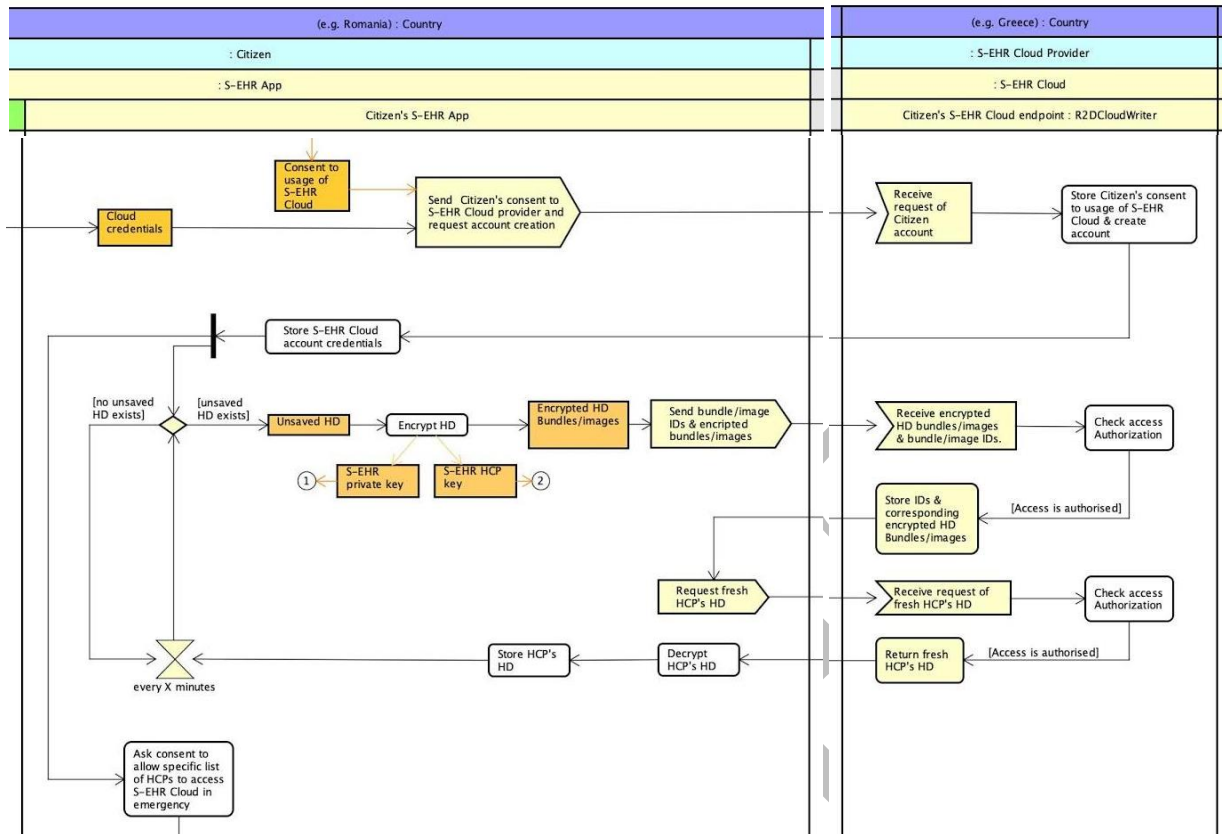 (e.g. Romania) : Country
(e.g. Greece) : Country
: Citizen
: S-EHR Cloud Provider
: S-EHR App
: S-EHR Cloud
Citizen's S-EHR App
Citizen's S-EHR Cloud endpoint : R2DCloudWriter
Consent to
usage of
S-EHR
Cloud
Cloud
credentials
Send Citizen's consent to
S-EHR Cloud provider and
request account creation
Receive
request of
Citizen
account
Store Citizen's consent
to usage of S-EHR
Cloud & create
account
Store S-EHR Cloud
account credentials
[no unsaved
HD exists]
[unsaved
HD exists]
Unsaved HD
Encrypt HD
Encrypted HD
Bundles/images
Send bundle/image
IDs & encripted
bundles/images
Receive encrypted
HD bundles/images
& bundle/image IDs.
Check access
Authorization
1
S-EHR
private key
S-EHR HCP
key
2
Store IDs &
corresponding
encrypted HD
Bundles/images
[Access is authorised]
Request fresh
HCP's HD
Receive request of
fresh HCP's HD
Check access
Authorization
every X minutes
Store HCP's
HD
Decrypt
HCP's HD
Return fresh
HCP's HD
[Access is authorised]
Ask consent to
allow specific list
of HCPs to access
S-EHR Cloud in
emergency